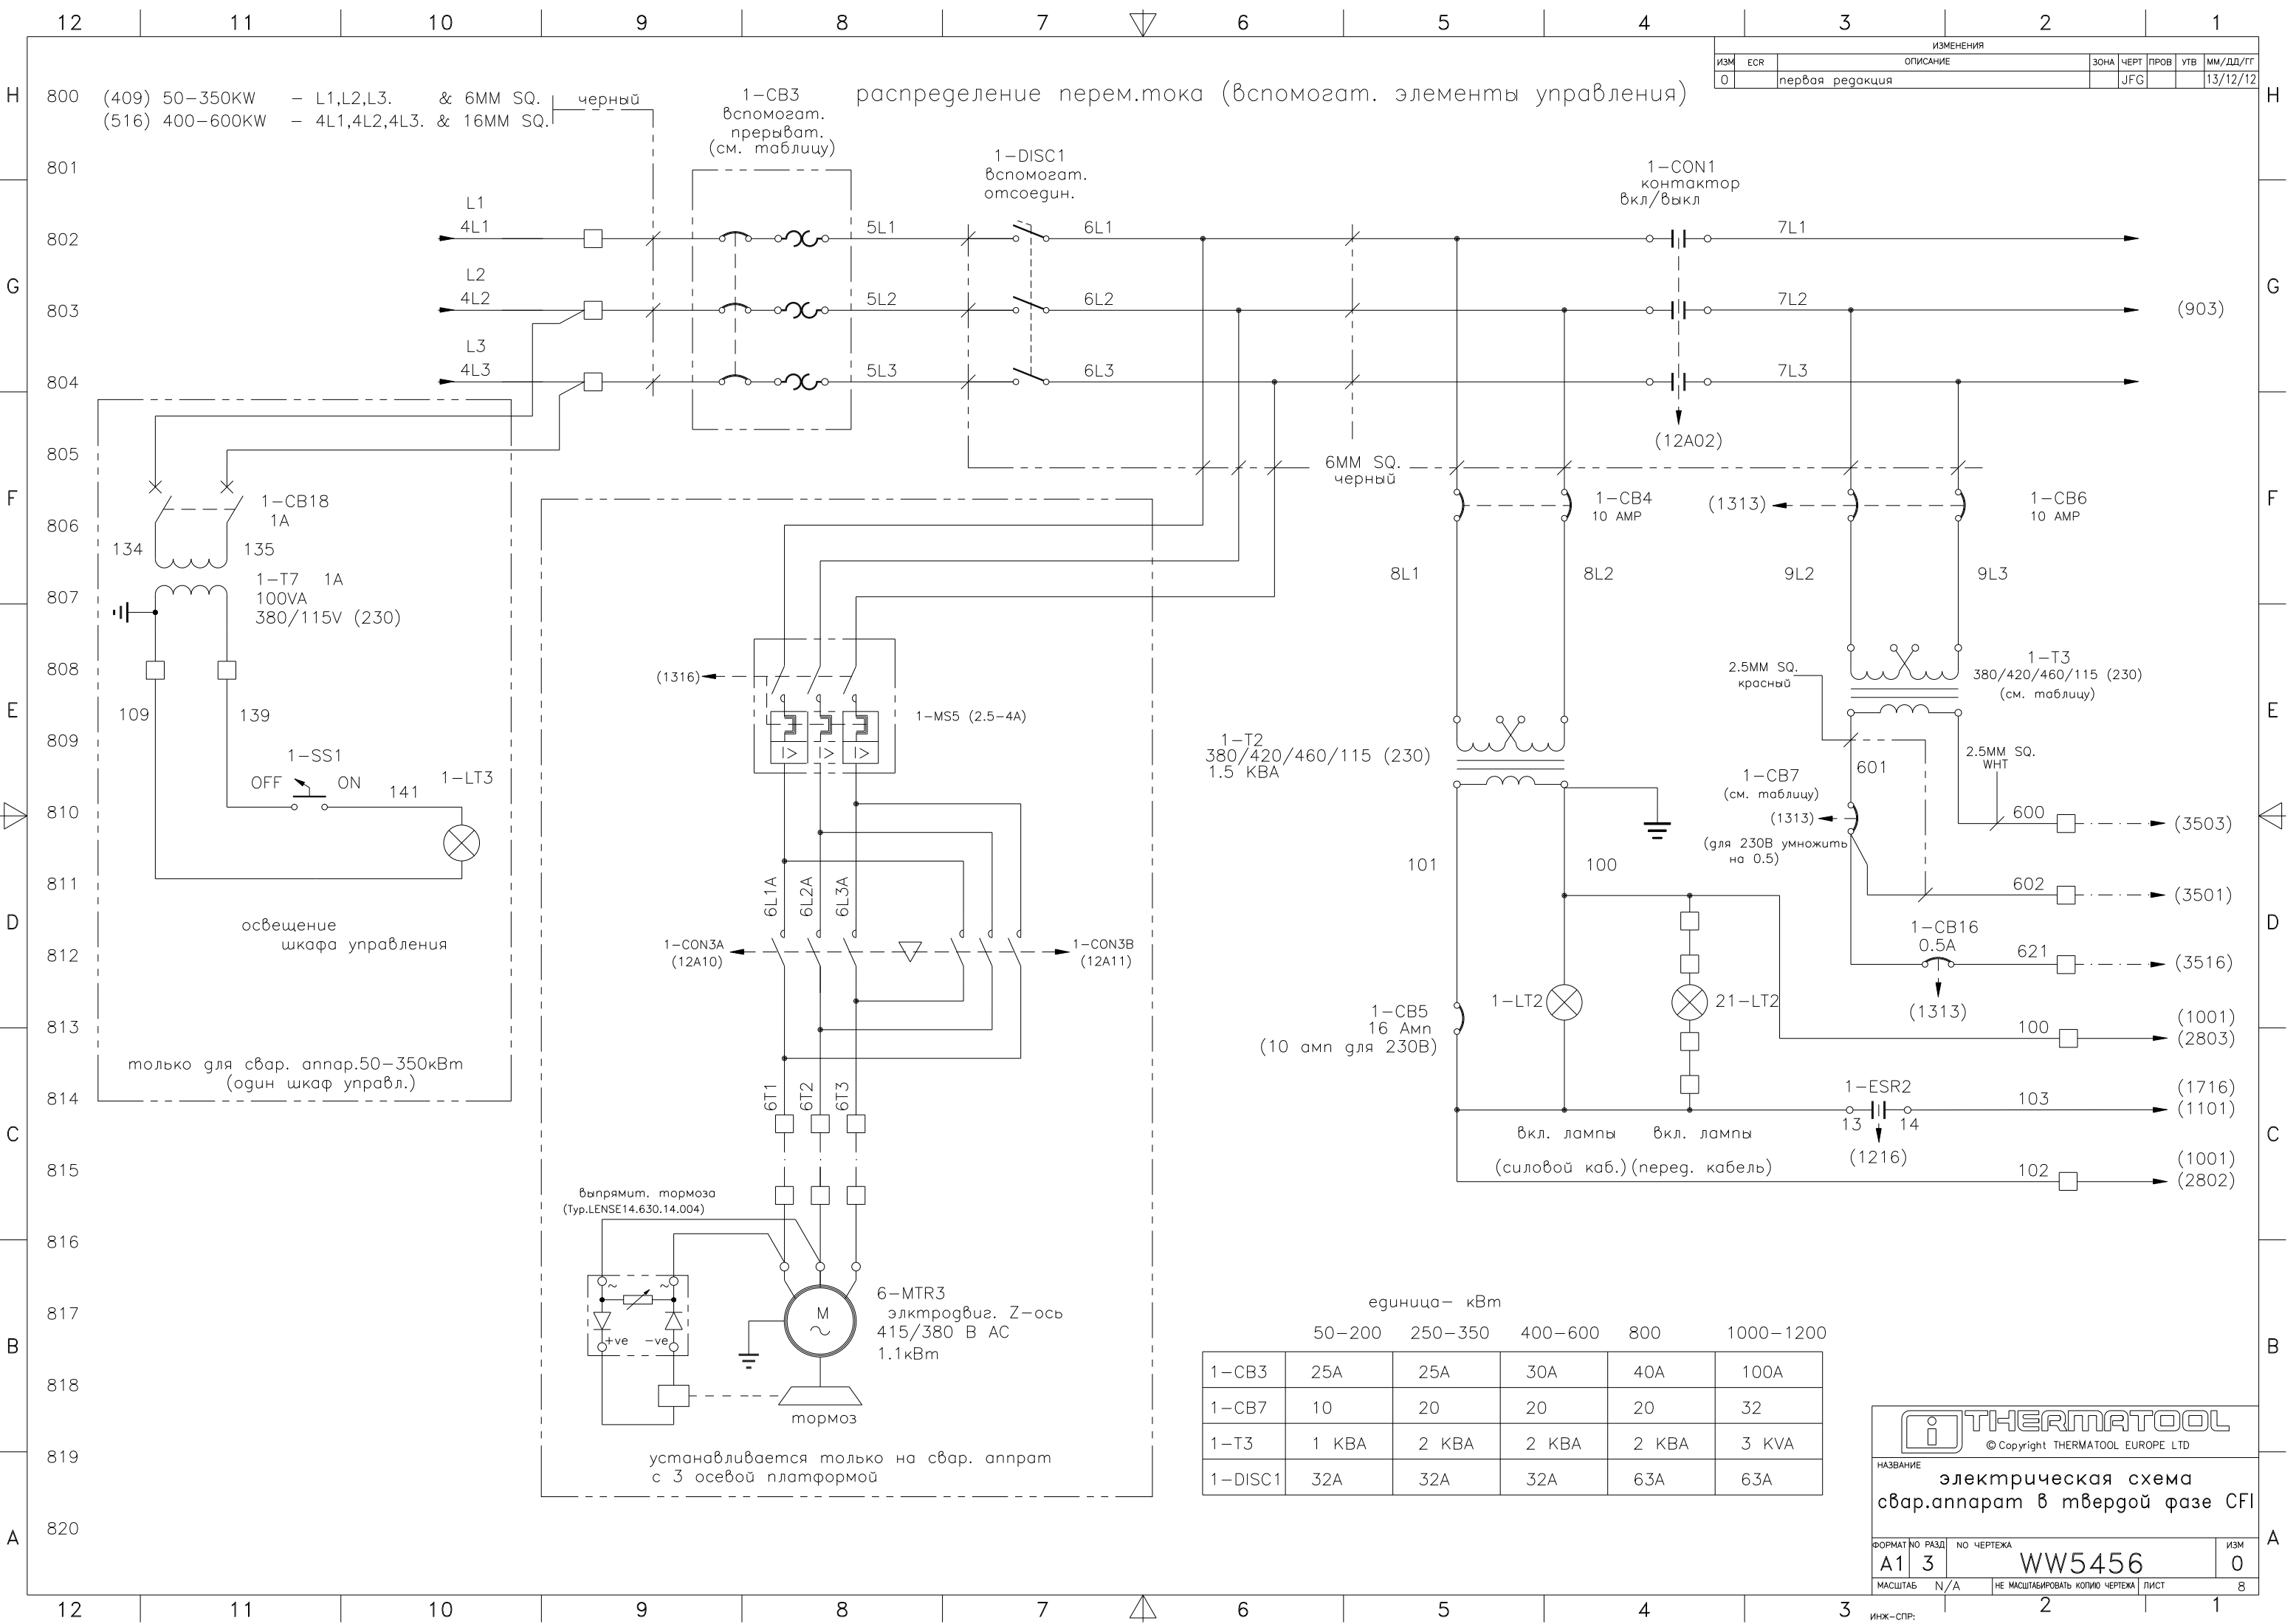 12 11 10 9 8 7 6 5 4 3 2 1
ИЗМЕНЕНИЯ
ИЗМ ECR ОПИСАНИЕ ЗОНА ЧЕРТ ПРОВ УТВ ММ/ДД/ГГ
0 первая редакция JFG 13/12/12
H H
800 (409) 50-350KW - L1,L2,L3. & 6MM SQ. черный
(516) 400-600KW - 4L1,4L2,4L3. & 16MM SQ.
распределение перем.тока (вспомогат. элементы управления)
1-CB3
вспомогат.
прерыват.
(см. таблицу)
801
1-DISC1
вспомогат.
отсоедин.
1-CON1
контактор
вкл/выкл
L1
802 4L1 5L1 6L1 7L1
L2
G G
803 4L2 5L2 6L2 7L2 (903)
L3
804 4L3 5L3 6L3 7L3
(12A02)
805
6MM SQ.
черный
F F
1-CB18
1A
806
1-CB4
10 AMP
(1313)
1-CB6
10 AMP
134 135
8L1 8L2 9L2 9L3
1-T7 1A
807 100VA
380/115V (230)
808
(1316)
2.5MM SQ.
красный
1-T3
380/420/460/115 (230)
(см. таблицу)
E E
109 139
1-MS5 (2.5-4A)
809
1-T2
380/420/460/115 (230)
1.5 КВА
1-SS1
OFF ON 141 1-LT3
2.5MM SQ.
WHT
601
1-CB7
(см. таблицу)
(1313)
(для 230В умножить
на 0.5)
810 600 (3503)
101 100
811 6L1A 6L2A 6L3A 602 (3501)
D D
освещение
шкафа управления
812
1-CON3A
(12A10)
1-CON3B
(12A11)
1-CB16
0.5A
621 (3516)
(1313)
1-LT2 21-LT2
1-CB5
16 Амп
(10 амп для 230В)
813
(1001)
100 (2803)
только для свар. аппар.50-350кВт
(один шкаф управл.)
814 6T1 6T2 6T3
1-ESR2
13 14
(1216)
(1716)
103 (1101)
C C
вкл. лампы вкл. лампы
(силовой каб.) (перед. кабель)
815
(1001)
102 (2802)
выпрямит. тормоза
(Typ.LENSE14.630.14.004)
816
~ ~
817
+ve -ve
M
~
6-MTR3
элктродвиг. Z-ось
415/380 В АС
1.1кВт
B B
818
тормоз
819
устанавливается только на свар. аппрат
с 3 осевой платформой
единица- кВт
50-200 250-350 400-600 800 1000-1200
1-CB3 25A 25A 30A 40A 100A
1-CB7 10 20 20 20 32
1-T3 1 КВА 2 КВА 2 КВА 2 КВА 3 KVA
1-DISC1 32A 32A 32A 63A 63A
820
A A
THERMATOOL
© Copyright THERMATOOL EUROPE LTD
НАЗВАНИЕ
электрическая схема
свар.аппарат в твердой фазе CFI
ФОРМАТ NO РАЗД NO ЧЕРТЕЖА ИЗМ
A1 3 WW5456 0
МАСШТАБ N/A НЕ МАСШТАБИРОВАТЬ КОПИЮ ЧЕРТЕЖА ЛИСТ 8
ИНЖ-СПР:
12 11 10 9 8 7 6 5 4 3 2 1